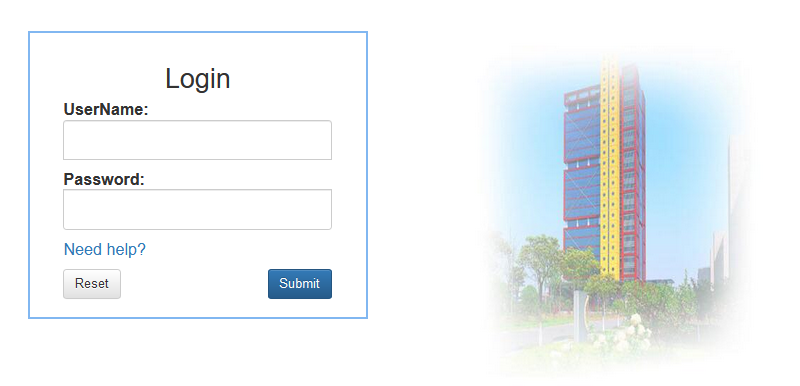 Login
UserName:
Password:
Need help?
Reset
Submit